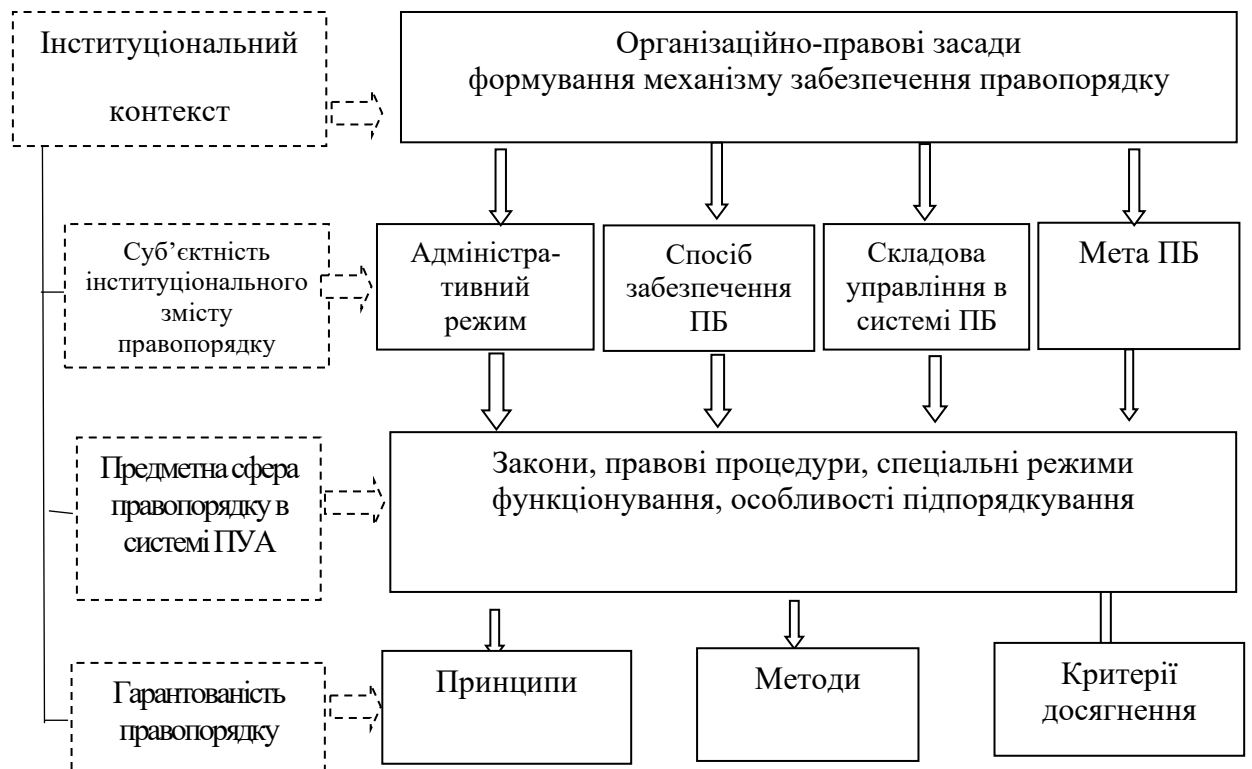 Інституціональний
контекст
Організаційно-правові засади
формування механізму забезпечення правопорядку
Суб’єктність
інституціонального
змісту
правопорядку
Адміністра-
тивний
режим
Спосіб
забезпечення
ПБ
Складова
управління в
системі ПБ
Мета ПБ
Предметна сфера
правопорядку в
системі ПУА
Закони, правові процедури, спеціальні режими
функціонування, особливості підпорядкування
Гарантованість
правопорядку
Принципи
Методи
Критерії
досягнення